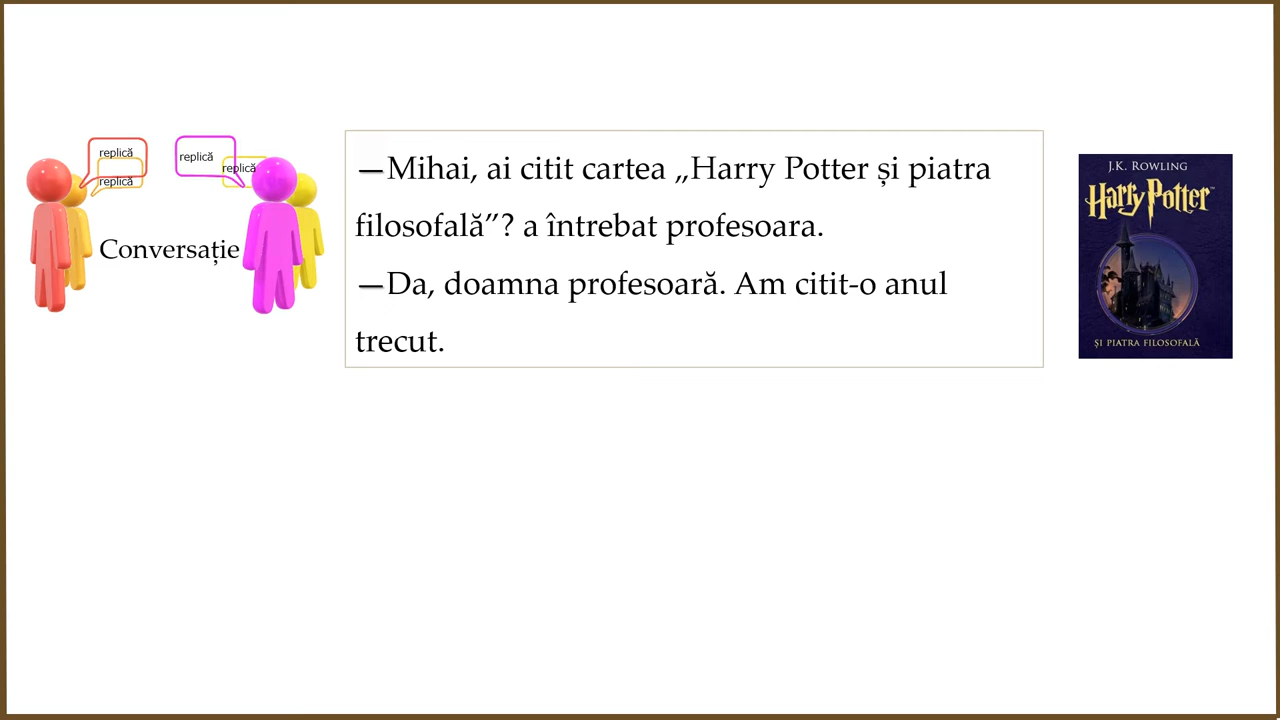 replică
replică
replică
replică
Conversație
—Mihai, ai citit cartea „Harry Potter și piatra
filosofală”? a întrebat profesoara.
—Da, doamna profesoară. Am citit-o anul
trecut.
J.K. ROWLING
Harry Potter™
ȘI PIATRA FILOSOFALĂ